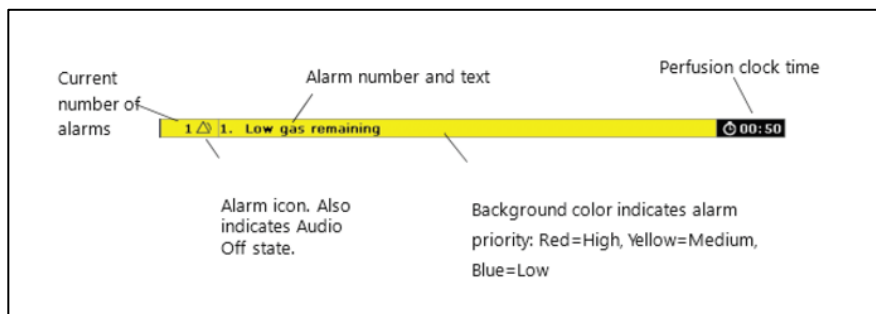 Current
number of
alarms
Alarm number and text
Perfusion clock time
1 1. Low gas remaining 00:50
Alarm icon. Also
indicates Audio
Off state.
Background color indicates alarm
priority: Red=High, Yellow=Medium,
Blue=Low